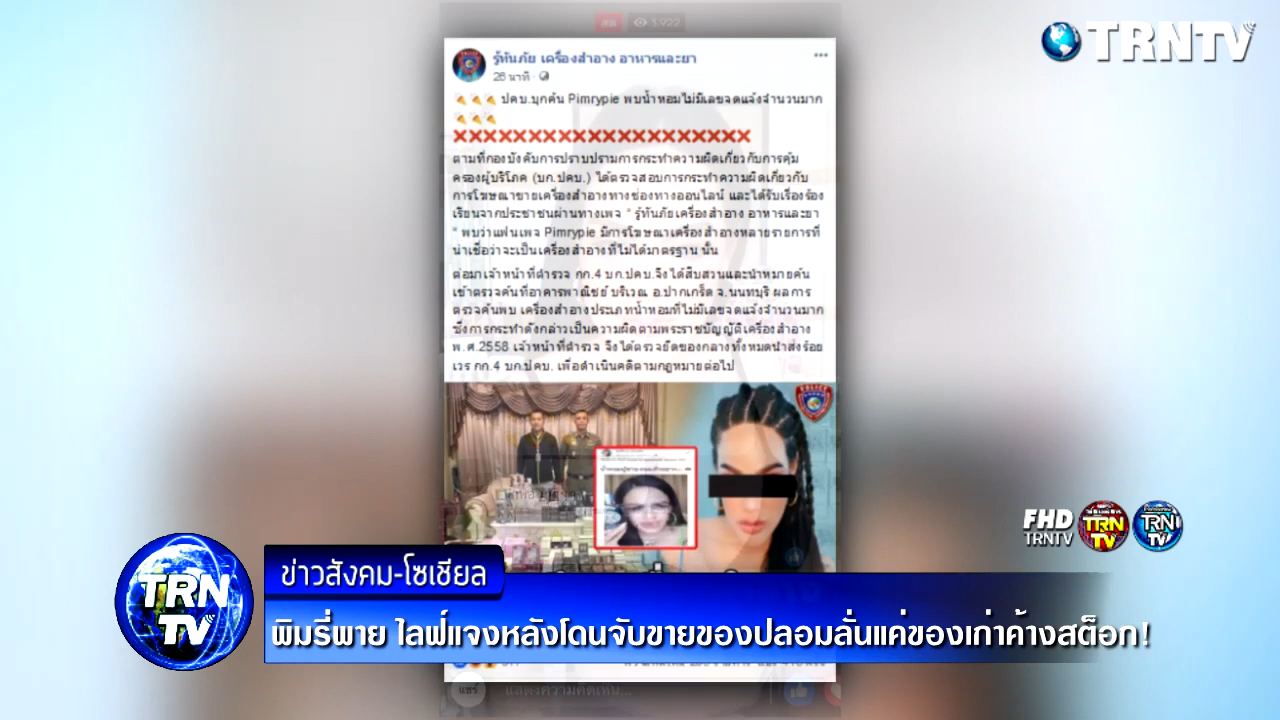 สด 3,922
TRNTV
รู้ทันภัย เครื่องสำอาง อาหารและยา
26 นาที
ปคบ.บุกค้น Pimrypie พบน้ำหอมไม่มีเลขจดแจ้งจำนวนมาก
ตามที่กองบังคับการปราบปรามการกระทำความผิดเกี่ยวกับการคุ้ม
ครองผู้บริโภค (บก.ปคบ.) ได้ตรวจสอบการกระทำความผิดเกี่ยวกับ
การโฆษณาขายเครื่องสำอางทางช่องทางออนไลน์ และได้รับเรื่องร้อง
เรียนจากประชาชนผ่านทางเพจ " รู้ทันภัยเครื่องสำอาง อาหารและยา
" พบว่าแฟนเพจ Pimrypie มีการโฆษณาเครื่องสำอางหลายรายการที่
น่าเชื่อว่าจะเป็นเครื่องสำอางที่ไม่ได้มาตรฐาน นั้น
ต่อมาเจ้าหน้าที่ตำรวจ กก.4 บก.ปคบ.จึงได้สืบสวนและนำหมายค้น
เข้าตรวจค้นที่อาคารพาณิชย์ บริเวณ อ.ปากเกร็ด จ.นนทบุรี ผลการ
ตรวจค้นพบ เครื่องสำอางประเภทน้ำหอมที่ไม่มีเลขจดแจ้งจำนวนมาก
ซึ่งการกระทำดังกล่าวเป็นความผิดตามพระราชบัญญัติเครื่องสำอาง
พ.ศ.2558 เจ้าหน้าที่ตำรวจ จึงได้ตรวจยึดของกลางทั้งหมดนำส่งร้อย
เวร กก.4 บก.ปคบ. เพื่อดำเนินคดีตามกฎหมายต่อไป
POLICE
FHD
TRNTV
TRN
TV
TRN
TV
TRN
TV
ข่าวสังคม-โซเชียล
พิมรี่พาย ไลฟ์แจงหลังโดนจับขายของปลอมลั่นแค่ของเก่าค้างสต็อก!
แชร์
แสดงความคิดเห็น...